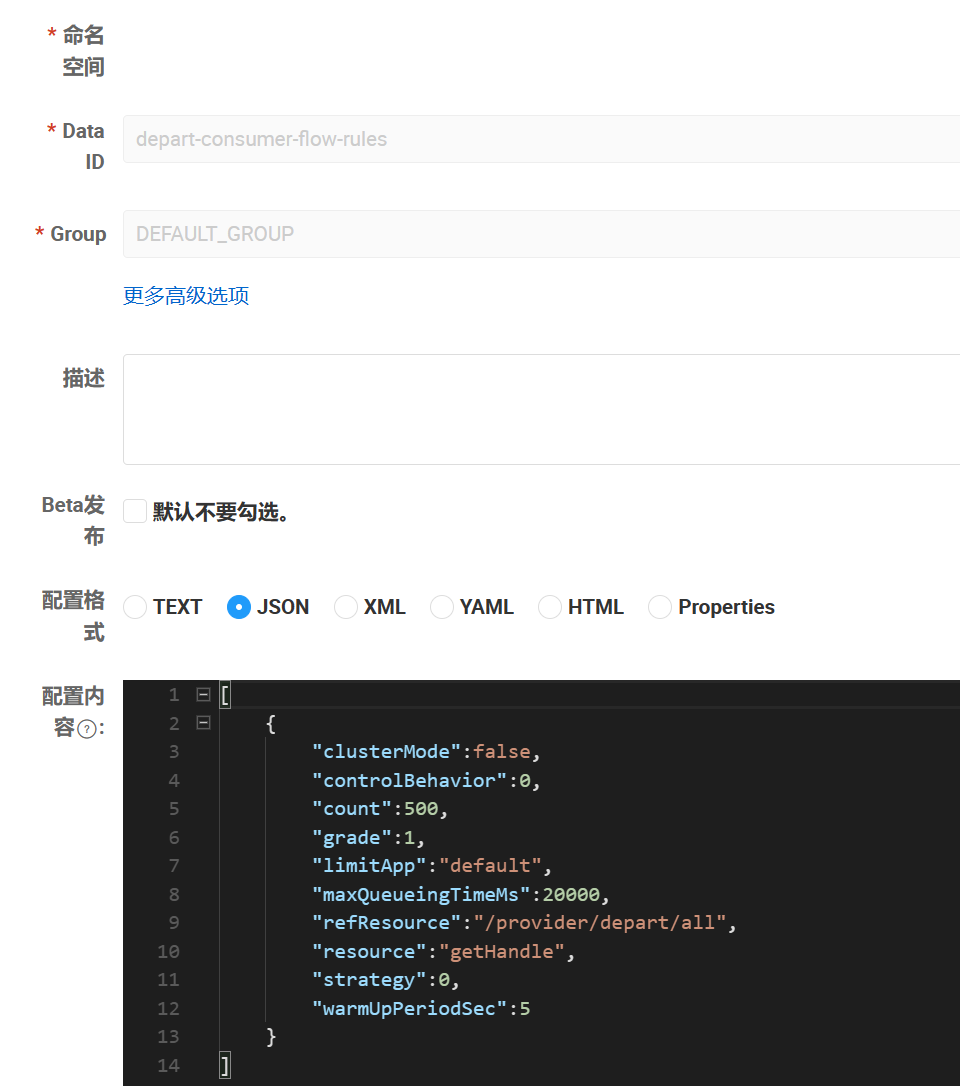 * 命名
空间
* Data
ID
depart-consumer-flow-rules
* Group
DEFAULT_GROUP
更多高级选项
描述
Beta发
布
默认不要勾选。
配置格
式
TEXT JSON XML YAML HTML Properties
配置内
容?:
1 [
2 {
3 "clusterMode":false,
4 "controlBehavior":0,
5 "count":500,
6 "grade":1,
7 "limitApp":"default",
8 "maxQueueingTimeMs":20000,
9 "refResource":"/provider/depart/all",
10 "resource":"getHandle",
11 "strategy":0,
12 "warmUpPeriodSec":5
13 }
14 ]